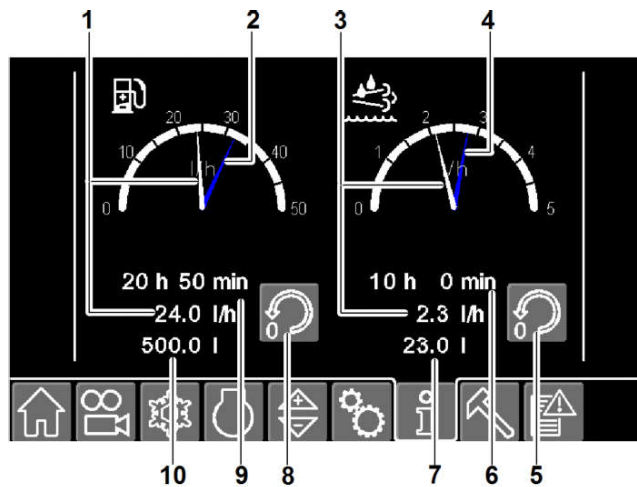 1 2 3 4
20 30 2 3
10 l/h 40 1 l/h 4
0 50 0 5
20 h 50 min 10 h 0 min
24.0 l/h 2.3 l/h
0 0
500.0 l 23.0 l
10 9 8 7 6 5